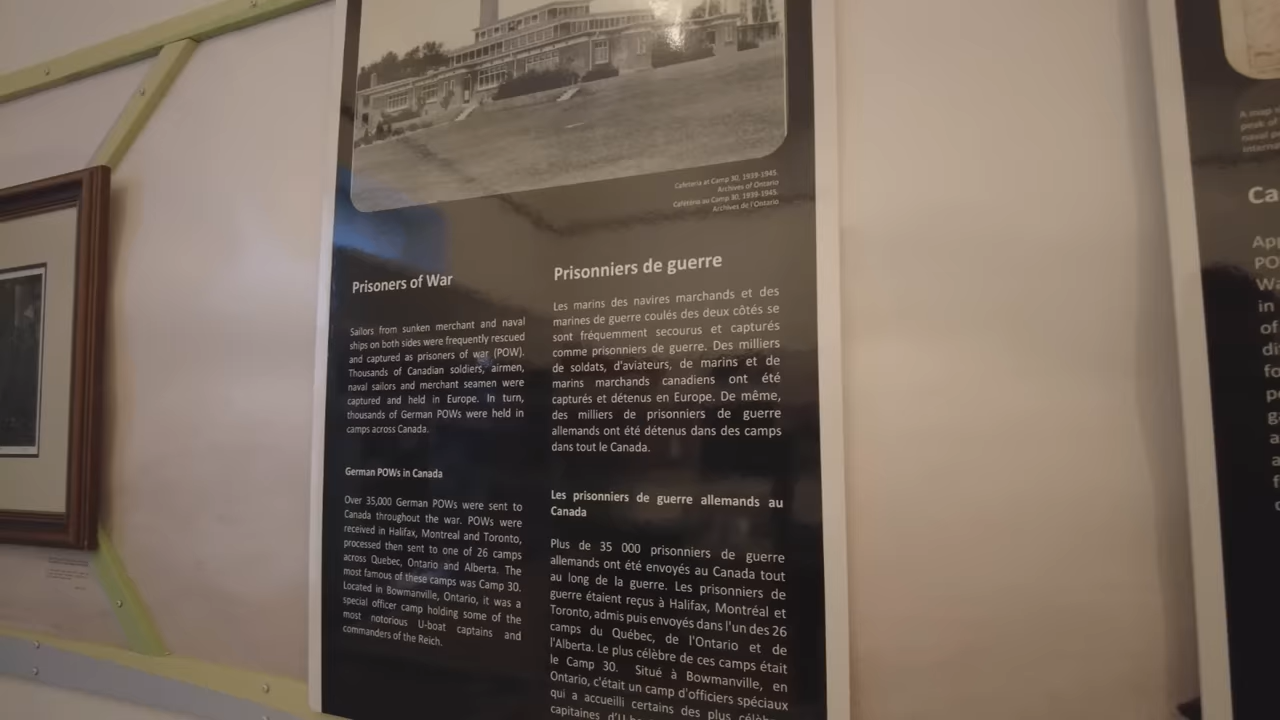 Cafeteria at Camp 30, 1939-1945.
Archives of Ontario
Cafétéria au Camp 30, 1939-1945.
Archives de l'Ontario
Prisoners of War
Sailors from sunken merchant and naval
ships on both sides were frequently rescued
and captured as prisoners of war (POW).
Thousands of Canadian soldiers, airmen,
naval sailors and merchant seamen were
captured and held in Europe. In turn,
thousands of German POWs were held in
camps across Canada.
German POWs in Canada
Over 35,000 German POWs were sent to
Canada throughout the war. POWs were
received in Halifax, Montreal and Toronto,
processed then sent to one of 26 camps
across Quebec, Ontario and Alberta. The
most famous of these camps was Camp 30.
Located in Bowmanville, Ontario, it was a
special officer camp holding some of the
most notorious U-boat captains and
commanders of the Reich.
Prisonniers de guerre
Les marins des navires marchands et des
marines de guerre coulés des deux côtés se
sont fréquemment secourus et capturés
comme prisonniers de guerre. Des milliers
de soldats, d'aviateurs, de marins et de
marins marchands canadiens ont été
capturés et détenus en Europe. De même,
des milliers de prisonniers de guerre
allemands ont été détenus dans des camps
dans tout le Canada.
Les prisonniers de guerre allemands au
Canada
Plus de 35 000 prisonniers de guerre
allemands ont été envoyés au Canada tout
au long de la guerre. Les prisonniers de
guerre étaient reçus à Halifax, Montréal et
Toronto, admis puis envoyés dans l'un des 26
camps du Québec, de l'Ontario et de
l'Alberta. Le plus célèbre de ces camps était
le Camp 30. Situé à Bowmanville, en
Ontario, c'était un camp d'officiers spéciaux
qui a accueilli certains des plus
capitaines
A map
peak of
naval
Ca
App
PO
Wa
in
of